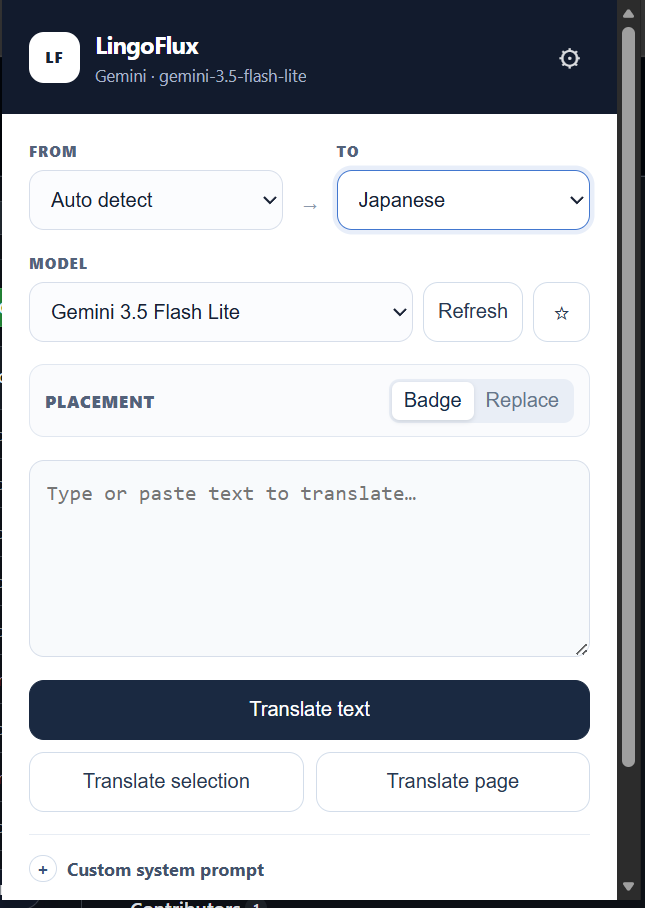 LF
LingoFlux
Gemini · gemini-3.5-flash-lite
FROM
TO
Auto detect
→
Japanese
MODEL
Gemini 3.5 Flash Lite
Refresh
☆
PLACEMENT
Badge
Replace
Type or paste text to translate…
Translate text
Translate selection
Translate page
+ Custom system prompt
Contributors 1